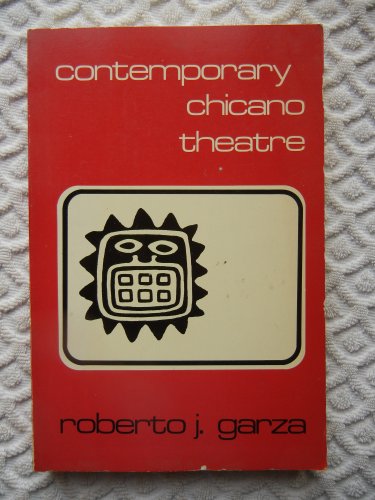 contemporary
chicano
theatre
roberto j. garza